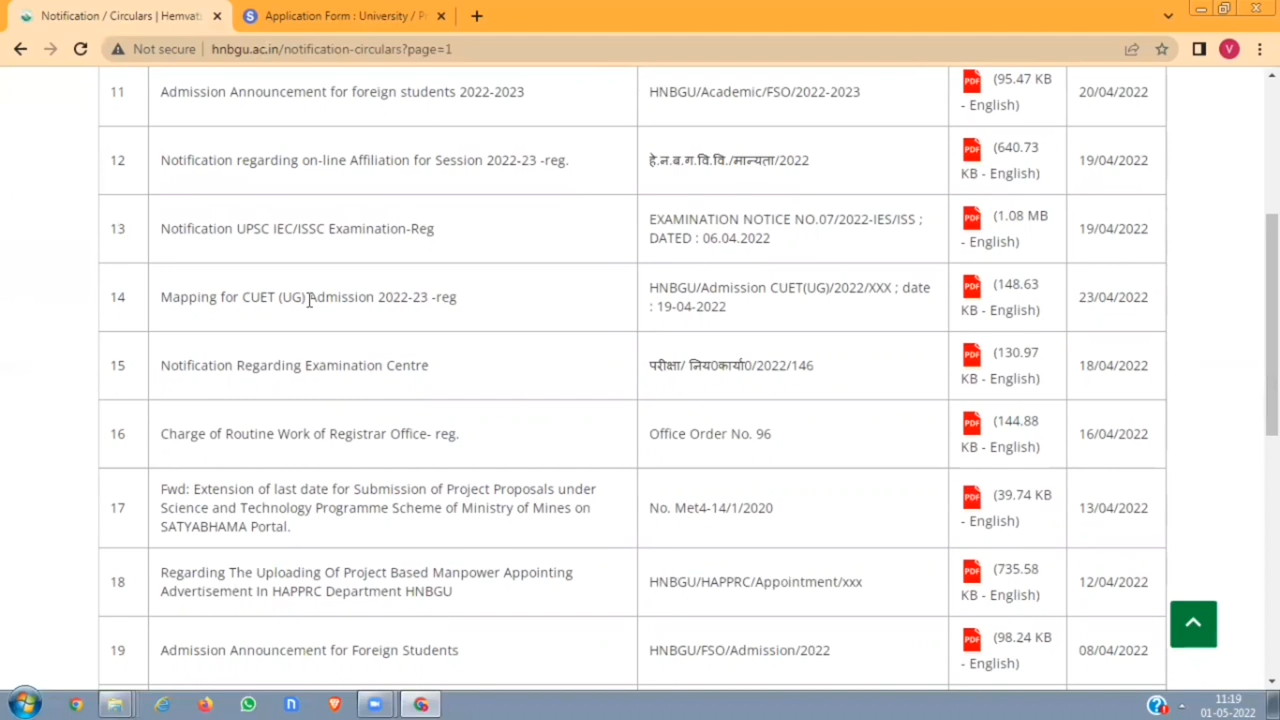 Notification / Circulars | Hemvat
Application Form : University / P
Not secure
hnbgu.ac.in/notification-circulars?page=1
V
11
Admission Announcement for foreign students 2022-2023
HNBGU/Academic/FSO/2022-2023
PDF (95.47 KB
- English)
20/04/2022
12
Notification regarding on-line Affiliation for Session 2022-23 -reg.
हे.न.ब.ग.वि.वि./मान्यता/2022
PDF (640.73
KB - English)
19/04/2022
13
Notification UPSC IEC/ISSC Examination-Reg
EXAMINATION NOTICE NO.07/2022-IES/ISS ;
DATED : 06.04.2022
PDF (1.08 MB
- English)
19/04/2022
14
Mapping for CUET (UG) Admission 2022-23 -reg
HNBGU/Admission CUET(UG)/2022/XXX ; date
: 19-04-2022
PDF (148.63
KB - English)
23/04/2022
15
Notification Regarding Examination Centre
परीक्षा/ निय0कार्या0/2022/146
PDF (130.97
KB - English)
18/04/2022
16
Charge of Routine Work of Registrar Office- reg.
Office Order No. 96
PDF (144.88
KB - English)
16/04/2022
17
Fwd: Extension of last date for Submission of Project Proposals under
Science and Technology Programme Scheme of Ministry of Mines on
SATYABHAMA Portal.
No. Met4-14/1/2020
PDF (39.74 KB
- English)
13/04/2022
18
Regarding The Uploading Of Project Based Manpower Appointing
Advertisement In HAPPRC Department HNBGU
HNBGU/HAPPRC/Appointment/xxx
PDF (735.58
KB - English)
12/04/2022
19
Admission Announcement for Foreign Students
HNBGU/FSO/Admission/2022
PDF (98.24 KB
- English)
08/04/2022
11:19
01-05-2022